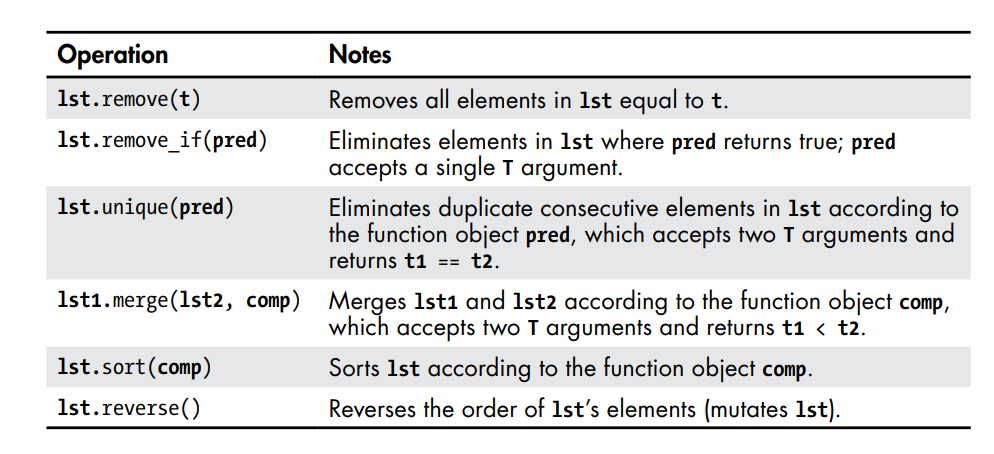 Operation Notes
lst.remove(t) Removes all elements in lst equal to t.
lst.remove_if(pred) Eliminates elements in lst where pred returns true; pred
accepts a single T argument.
lst.unique(pred) Eliminates duplicate consecutive elements in lst according to
the function object pred, which accepts two T arguments and
returns t1 == t2.
lst1.merge(lst2, comp) Merges lst1 and lst2 according to the function object comp,
which accepts two T arguments and returns t1 < t2.
lst.sort(comp) Sorts lst according to the function object comp.
lst.reverse() Reverses the order of lst’s elements (mutates lst).